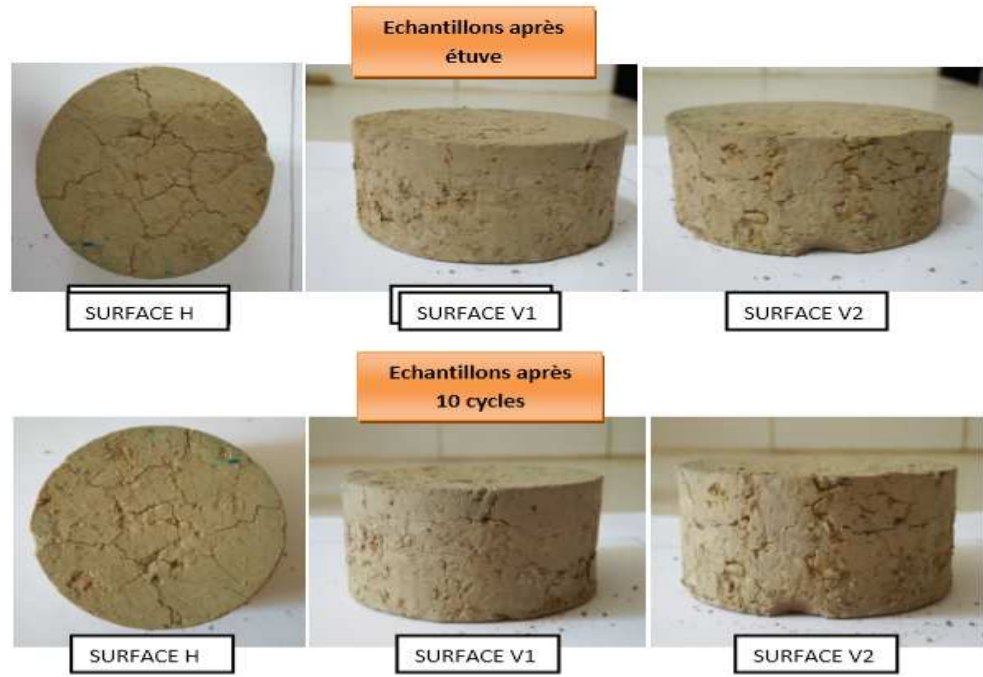 Echantillons après
étuve
SURFACE H
SURFACE V1
SURFACE V2
Echantillons après
10 cycles
SURFACE H
SURFACE V1
SURFACE V2